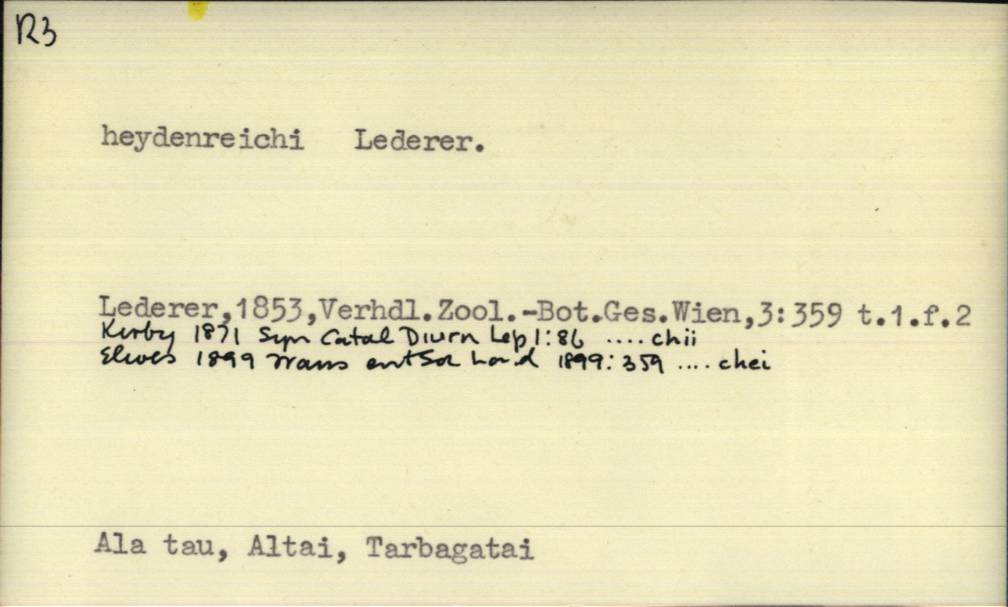 R3
heydenreichi Lederer.
Lederer,1853,Verhdl.Zool.-Bot.Ges.Wien,3:359 t.1.f.2
Kirby 1871 Syn Catal Diurn Lep 1:86 .... chii
Elwes 1899 Trans ent Soc Lond 1899: 359 .... chei
Ala tau, Altai, Tarbagatai